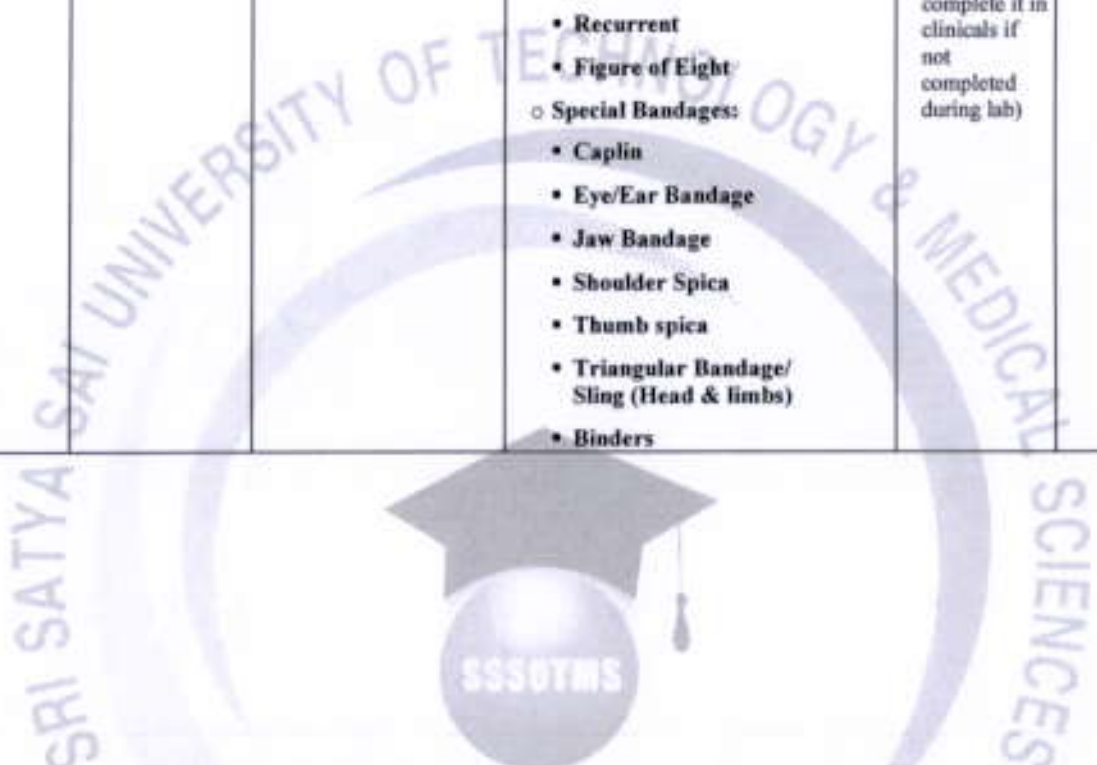 • Recurrent
• Figure of Eight
o Special Bandages:
• Caplin
• Eye/Ear Bandage
• Jaw Bandage
• Shoulder Spica
• Thumb spica
• Triangular Bandage/
Sling (Head & limbs)
• Binders
complete it in
clinicals if
not
completed
during lab)
SRI SATYA SAI UNIVERSITY OF TECHNOLOGY & MEDICAL SCIENCES
SSSUTMS